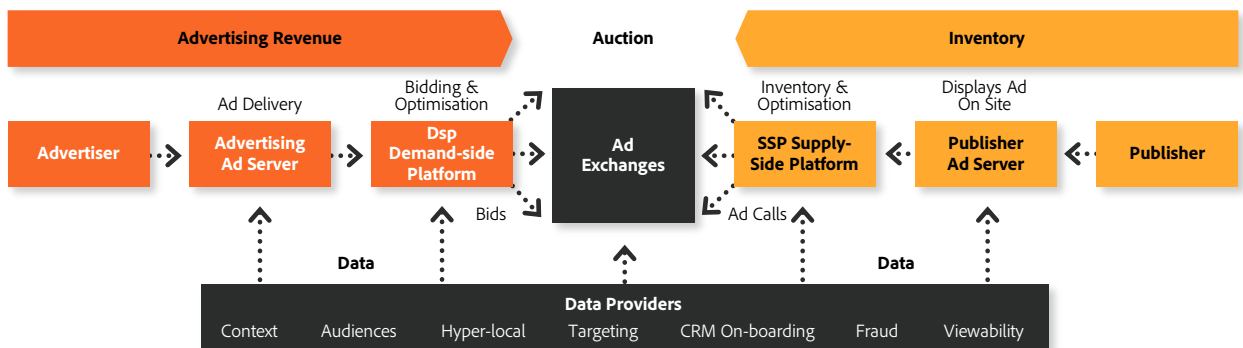 Advertising Revenue
Auction
Inventory
Ad Delivery
Bidding &
Optimisation
Inventory &
Optimisation
Displays Ad
On Site
Advertiser
Advertising
Ad Server
Dsp
Demand-side
Platform
Ad
Exchanges
SSP Supply-
Side Platform
Publisher
Ad Server
Publisher
Bids
Ad Calls
Data
Data
Data Providers
Context
Audiences
Hyper-local
Targeting
CRM On-boarding
Fraud
Viewability